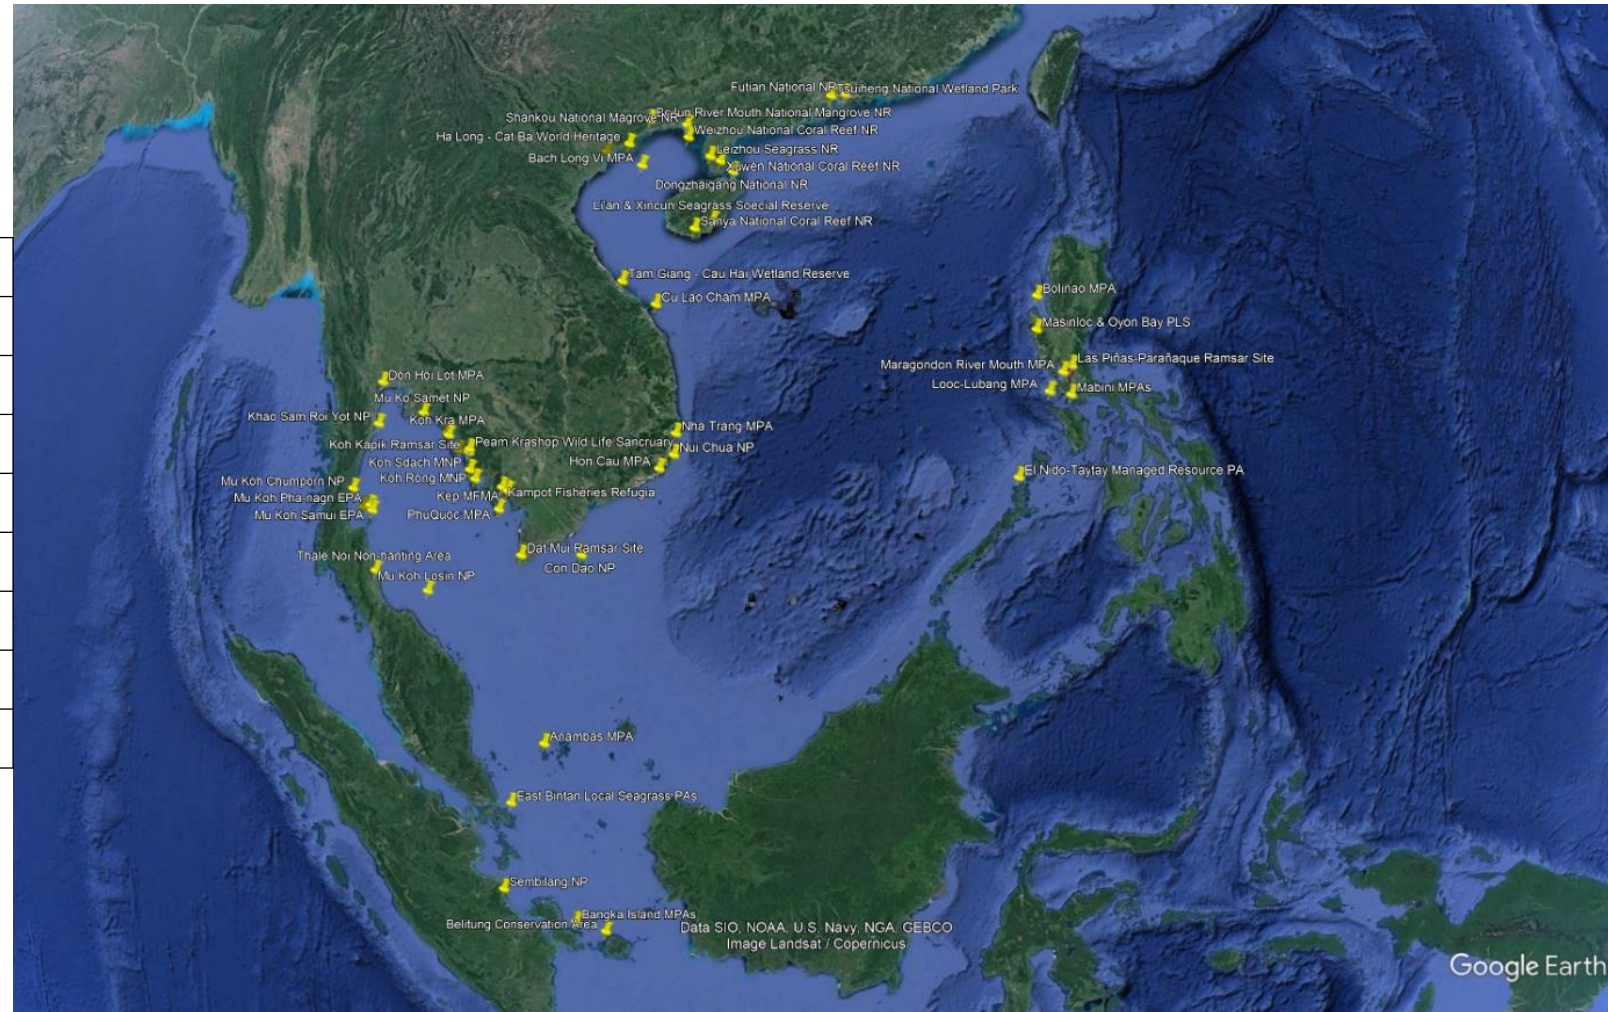 Futian National NR
Tsuiheng National Wetland Park
Shankou National Magrove NR
Beilun River Mouth National Mangrove NR
Weizhou National Coral Reef NR
Ha Long - Cat Ba World Heritage
Leizhou Seagrass NR
Bach Long Vi MPA
Xuwen National Coral Reef NR
Dongzhaigang National NR
Li'an & Xincun Seagrass Soecial Reserve
Sanya National Coral Reef NR
Tam Giang - Cau Hai Wetland Reserve
Cu Lao Cham MPA
Bolinao MPA
Masinloc & Oyon Bay PLS
Las Piñas-Parañaque Ramsar Site
Maragondon River Mouth MPA
Looc-Lubang MPA
Mabini MPAs
Don Hoi Lot MPA
Mu Ko Samet NP
Khao Sam Roi Yot NP
Koh Kra MPA
Nha Trang MPA
Koh Kapik Ramsar Site
Peam Krashop Wild Life Sancruary
Nui Chua NP
Koh Sdach MNP
Hon Cau MPA
El Nido-Taytay Managed Resource PA
Koh Rong MNP
Mu Koh Chumporn NP
Mu Koh Pha-nagn EPA
Kep MFMA
Kampot Fisheries Refugia
Mu Koh Samui EPA
PhuQuoc MPA
Dat Mui Ramsar Site
Thale Noi Non-hanting Area
Con Dao NP
Mu Koh Losin NP
Anambas MPA
East Bintan Local Seagrass PAs
Sembilang NP
Bangka Island MPAs
Belitung Conservation Area
Data SIO, NOAA, U.S. Navy, NGA, GEBCO
Image Landsat / Copernicus
Google Earth